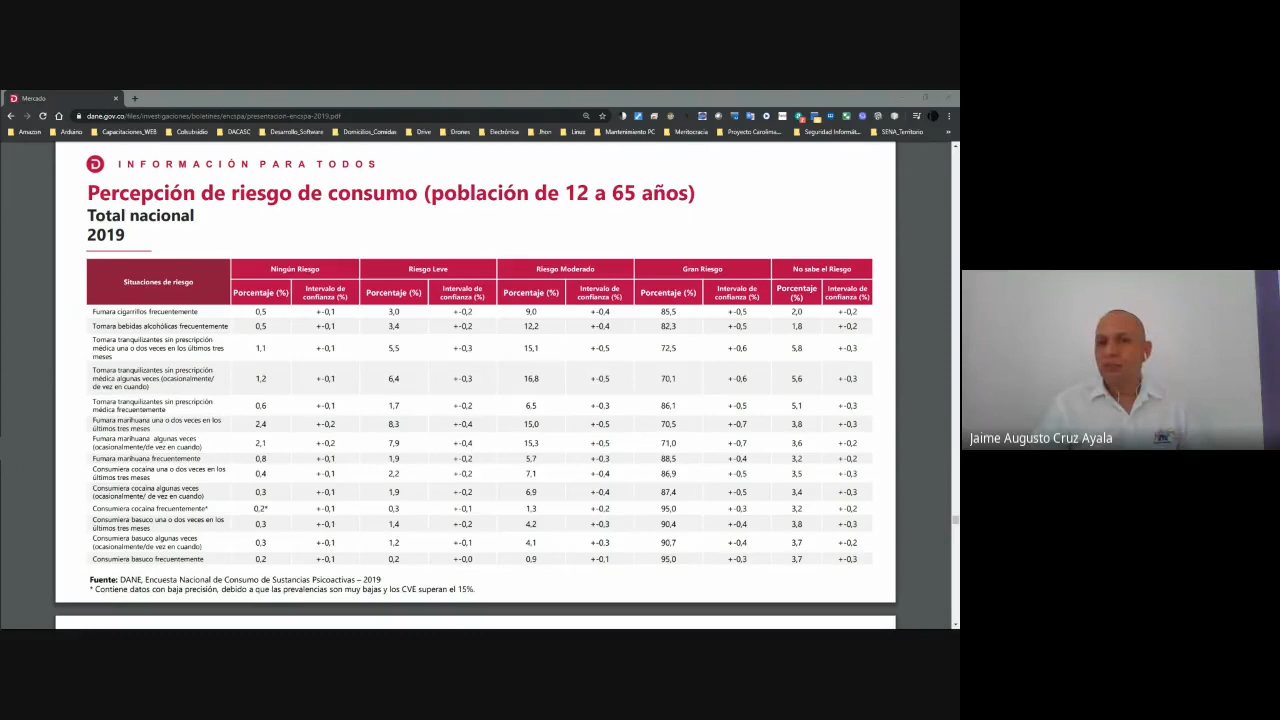 Mercado
dane.gov.co/files/investigaciones/boletines/encspa/presentacion-encspa-2019.pdf
Amazon Arduino Capacitaciones_WEB Colsubsidio DACASC Desarrollo_Software Domicilios_Comidas Drive Drones Electrónica Jhon Linux Mantenimiento PC Meritocracia Proyecto Carolima... Seguridad Informát... SENA_Territorio
INFORMACIÓN PARA TODOS
Percepción de riesgo de consumo (población de 12 a 65 años)
Total nacional
2019
Situaciones de riesgo Ningún Riesgo Riesgo Leve Riesgo Moderado Gran Riesgo No sabe el Riesgo
Porcentaje (%) Intervalo de confianza (%) Porcentaje (%) Intervalo de confianza (%) Porcentaje (%) Intervalo de confianza (%) Porcentaje (%) Intervalo de confianza (%) Porcentaje (%) Intervalo de confianza (%)
Fumara cigarrillos frecuentemente 0,5 +-0,1 3,0 +-0,2 9,0 +-0,4 85,5 +-0,5 2,0 +-0,2
Tomara bebidas alcohólicas frecuentemente 0,5 +-0,1 3,4 +-0,2 12,2 +-0,4 82,3 +-0,5 1,8 +-0,2
Tomara tranquilizantes sin prescripción
médica una o dos veces en los últimos tres
meses 1,1 +-0,1 5,5 +-0,3 15,1 +-0,5 72,5 +-0,6 5,8 +-0,3
Tomara tranquilizantes sin prescripción
médica algunas veces (ocasionalmente/
de vez en cuando) 1,2 +-0,1 6,4 +-0,3 16,8 +-0,5 70,1 +-0,6 5,6 +-0,3
Tomara tranquilizantes sin prescripción
médica frecuentemente 0,6 +-0,1 1,7 +-0,2 6.5 +-0.3 86,1 +-0,5 5,1 +-0,3
Fumara marihuana una o dos veces en los
últimos tres meses 2,4 +-0,2 8,3 +-0,4 15,0 +-0,5 70,5 +-0,7 3,8 +-0,3
Fumara marihuana algunas veces
(ocasionalmente/de vez en cuando) 2,1 +-0,2 7,9 +-0,4 15,3 +-0,5 71,0 +-0,7 3,6 +-0,2
Fumara marihuana frecuentemente 0,8 +-0,1 1,9 +-0,2 5,7 +-0,3 88,5 +-0,4 3,2 +-0,2
Consumiera cocaína una o dos veces en los
últimos tres meses 0,4 +-0,1 2,2 +-0,2 7,1 +-0,4 86,9 +-0,5 3,5 +-0,3
Consumiera cocaína algunas veces
(ocasionalmente/ de vez en cuando) 0,3 +-0,1 1,9 +-0,2 6,9 +-0,4 87,4 +-0,5 3,4 +-0,3
Consumiera cocaína frecuentemente* 0,2* +-0,1 0,3 +-0,1 1,3 +-0,2 95,0 +-0,3 3,2 +-0,2
Consumiera basuco una o dos veces en los
últimos tres meses 0,3 +-0,1 1,4 +-0,2 4,2 +-0,3 90,4 +-0,4 3,8 +-0,3
Consumiera basuco algunas veces
(ocasionalmente/de vez en cuando) 0,3 +-0,1 1,2 +-0,1 4,1 +-0,3 90,7 +-0,4 3,7 +-0,2
Consumiera basuco frecuentemente 0,2 +-0,1 0,2 +-0,0 0,9 +-0,1 95,0 +-0,3 3,7 +-0,3
Fuente: DANE, Encuesta Nacional de Consumo de Sustancias Psicoactivas – 2019
* Contiene datos con baja precisión, debido a que las prevalencias son muy bajas y los CVE superan el 15%.
Jaime Augusto Cruz Ayala